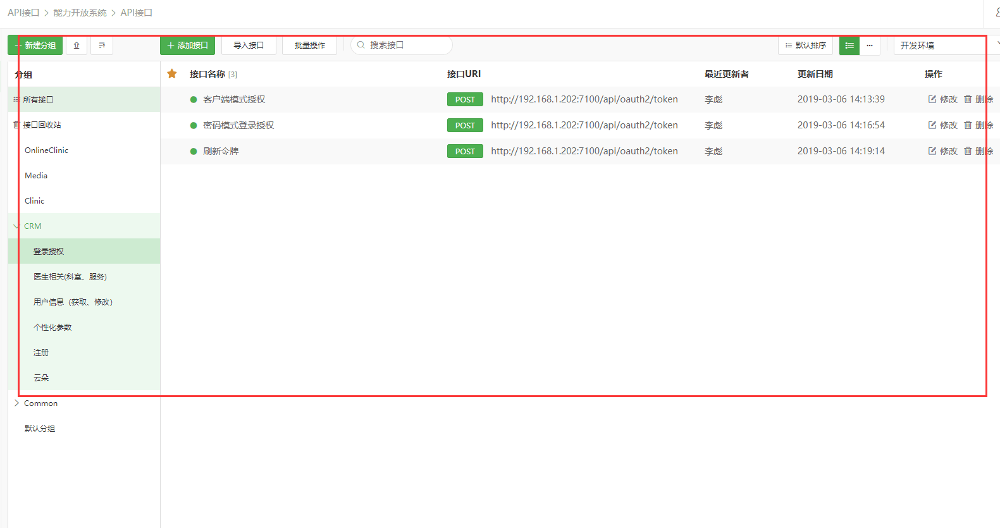 API接口 > 能力开放系统 > API接口
新建分组 添加接口 导入接口 批量操作 搜索接口 默认排序 开发环境
分组
所有接口
接口回收站
OnlineClinic
Media
Clinic
CRM
登录授权
医生相关(科室、服务)
用户信息（获取、修改）
个性化参数
注册
云朵
Common
默认分组
接口名称 [3] 接口URI 最近更新者 更新日期 操作
客户端模式授权 POST http://192.168.1.202:7100/api/oauth2/token 李彪 2019-03-06 14:13:39 修改 删除
密码模式登录授权 POST http://192.168.1.202:7100/api/oauth2/token 李彪 2019-03-06 14:16:54 修改 删除
刷新令牌 POST http://192.168.1.202:7100/api/oauth2/token 李彪 2019-03-06 14:19:14 修改 删除